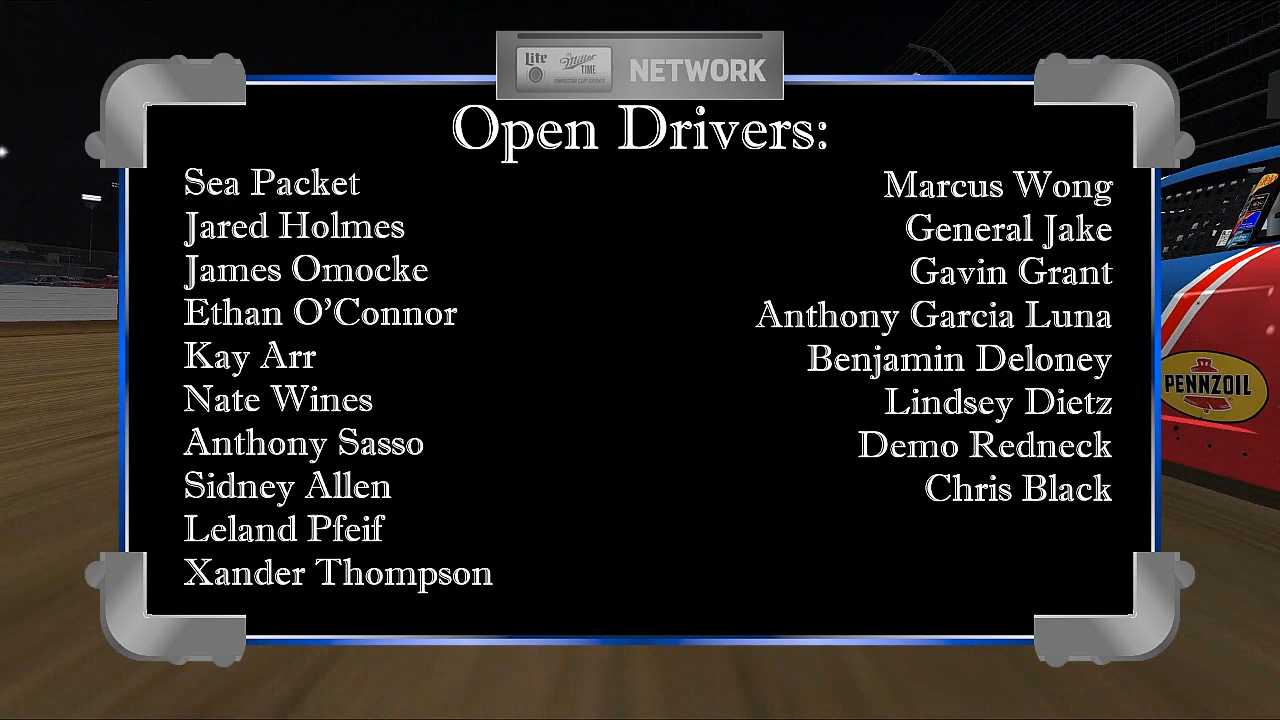 Lite
Miller
TIME
NETWORK
Open Drivers:
Sea Packet
Jared Holmes
James Omocke
Ethan O’Connor
Kay Arr
Nate Wines
Anthony Sasso
Sidney Allen
Leland Pfeif
Xander Thompson
Marcus Wong
General Jake
Gavin Grant
Anthony Garcia Luna
Benjamin Deloney
Lindsey Dietz
Demo Redneck
Chris Black
PENNZOIL